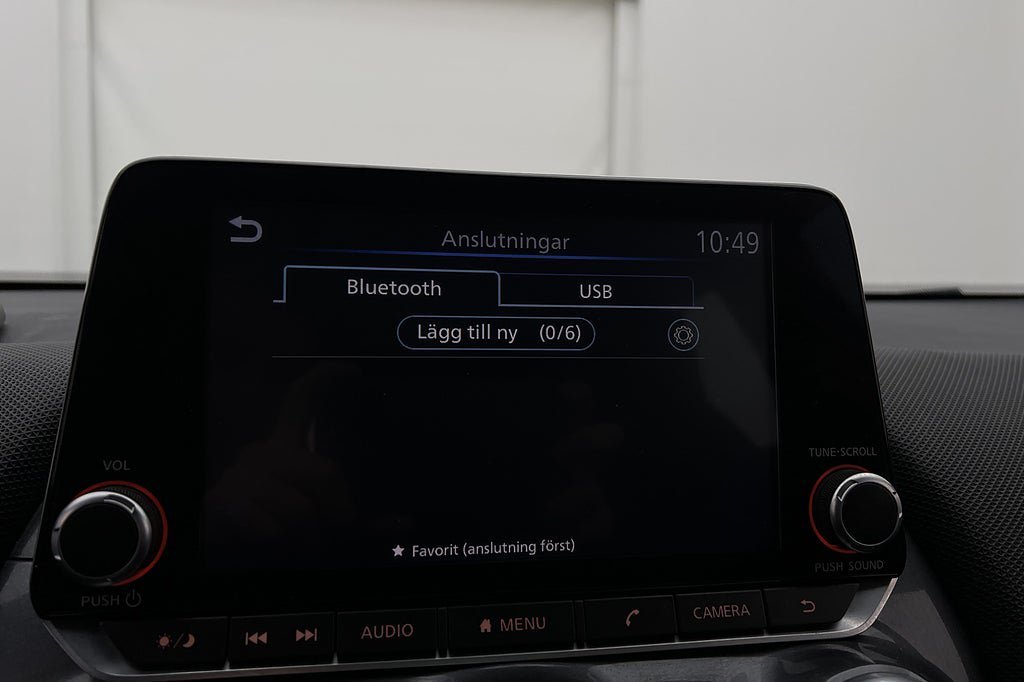 Anslutningar
10:49
Bluetooth
USB
Lägg till ny (0/6)
VOL
TUNE·SCROLL
★ Favorit (anslutning först)
PUSH
PUSH SOUND
AUDIO
MENU
CAMERA